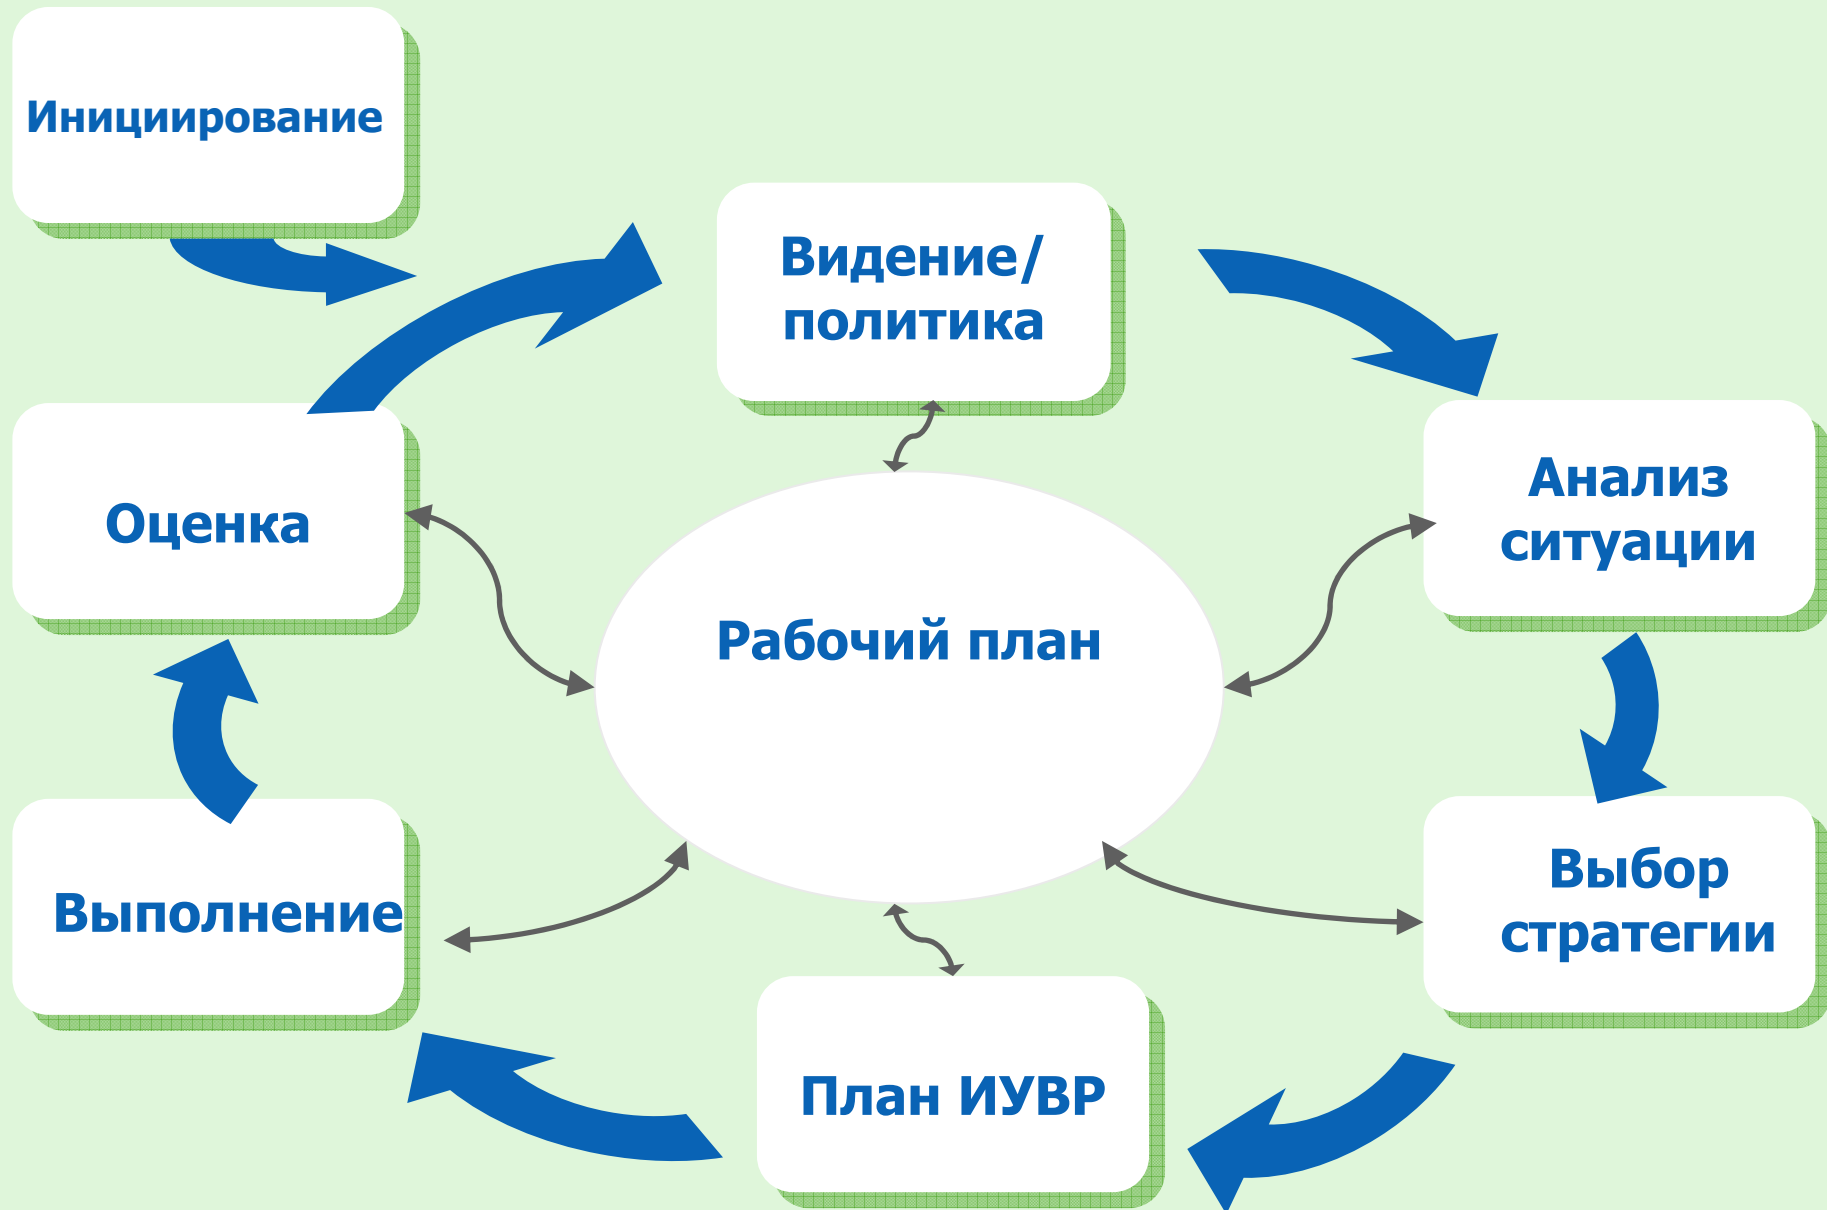 Инициирование
Видение/
политика
Анализ
ситуации
Оценка
Рабочий план
Выбор
стратегии
Выполнение
План ИУВР